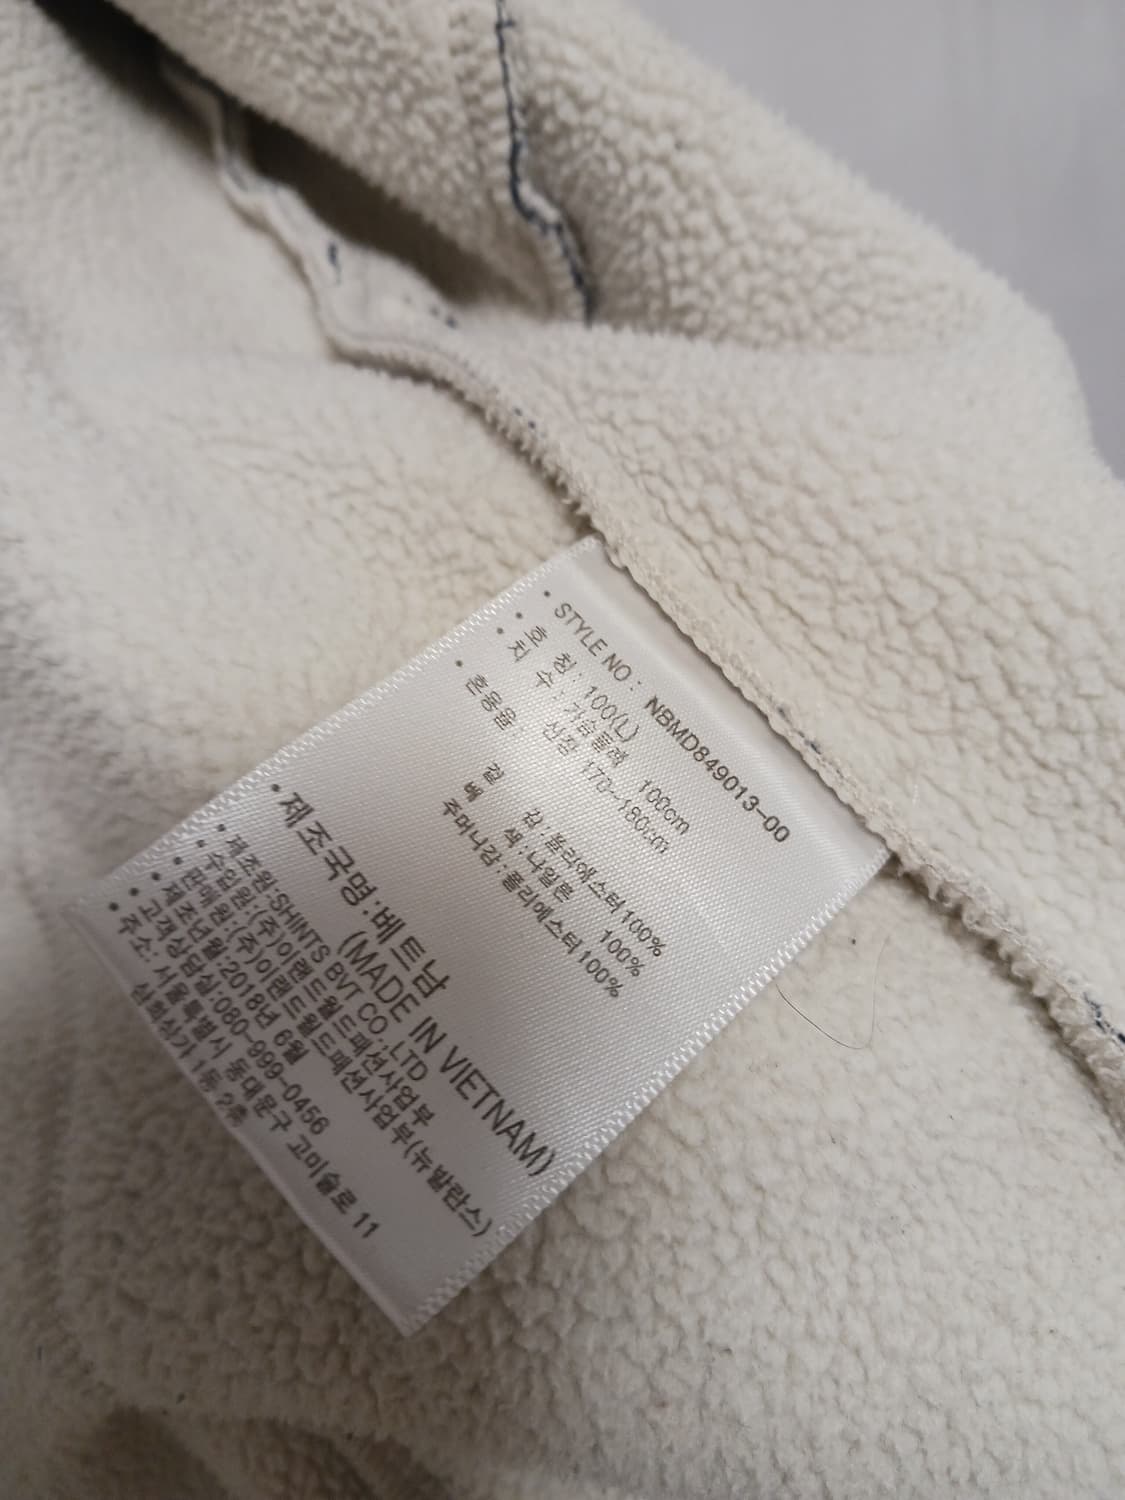 • STYLE NO : NBMD849013-00
• 호 칭 : 100(L)
• 치 수 : 가슴둘레 100cm
신장 170~180cm
• 혼용율 :
겉 감 : 폴리에스터 100%
배 색 : 나일론 100%
주머니감 : 폴리에스터 100%
• 제조국명 : 베트남
(MADE IN VIETNAM)
• 제조원:SHINTS BVT CO., LTD
• 수입원:(주)이랜드월드패션사업부
• 판매원:(주)이랜드월드패션사업부(뉴발란스)
• 제조년월:2018년 6월
• 고객상담실:080-999-0456
• 주소: 서울특별시 동대문구 고미술로 11
1동 2층